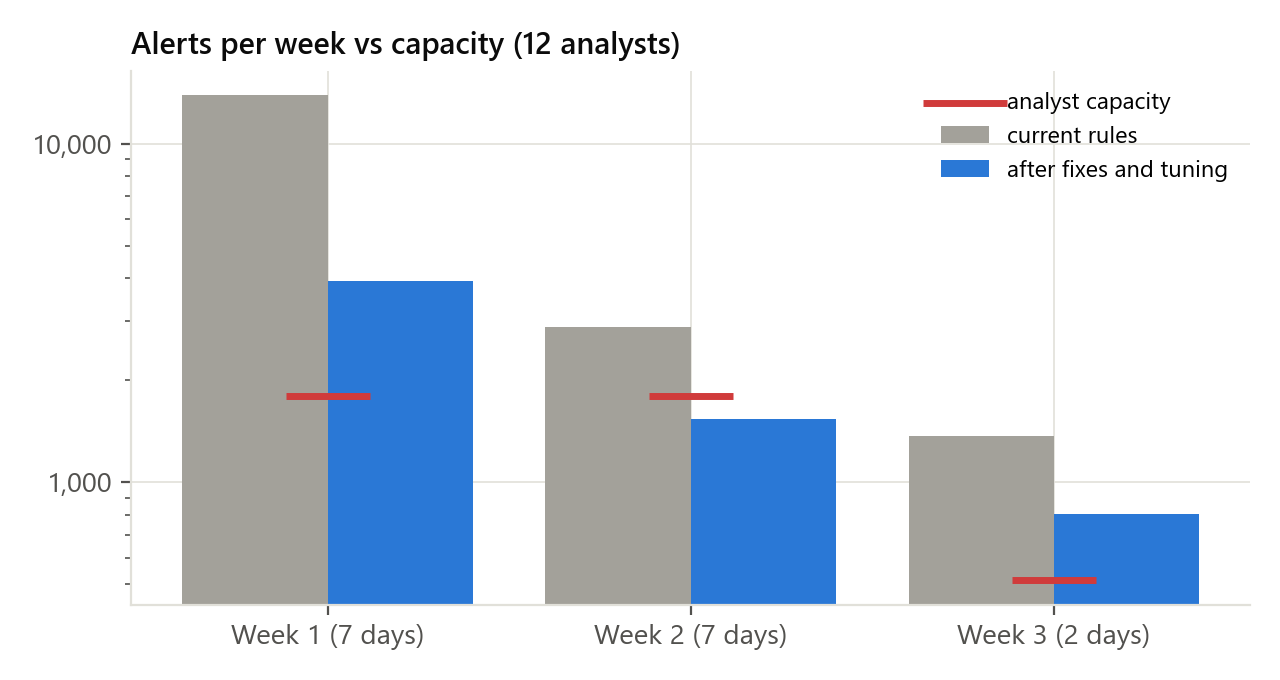 Alerts per week vs capacity (12 analysts)
analyst capacity
current rules
after fixes and tuning
10,000
1,000
Week 1 (7 days)
Week 2 (7 days)
Week 3 (2 days)